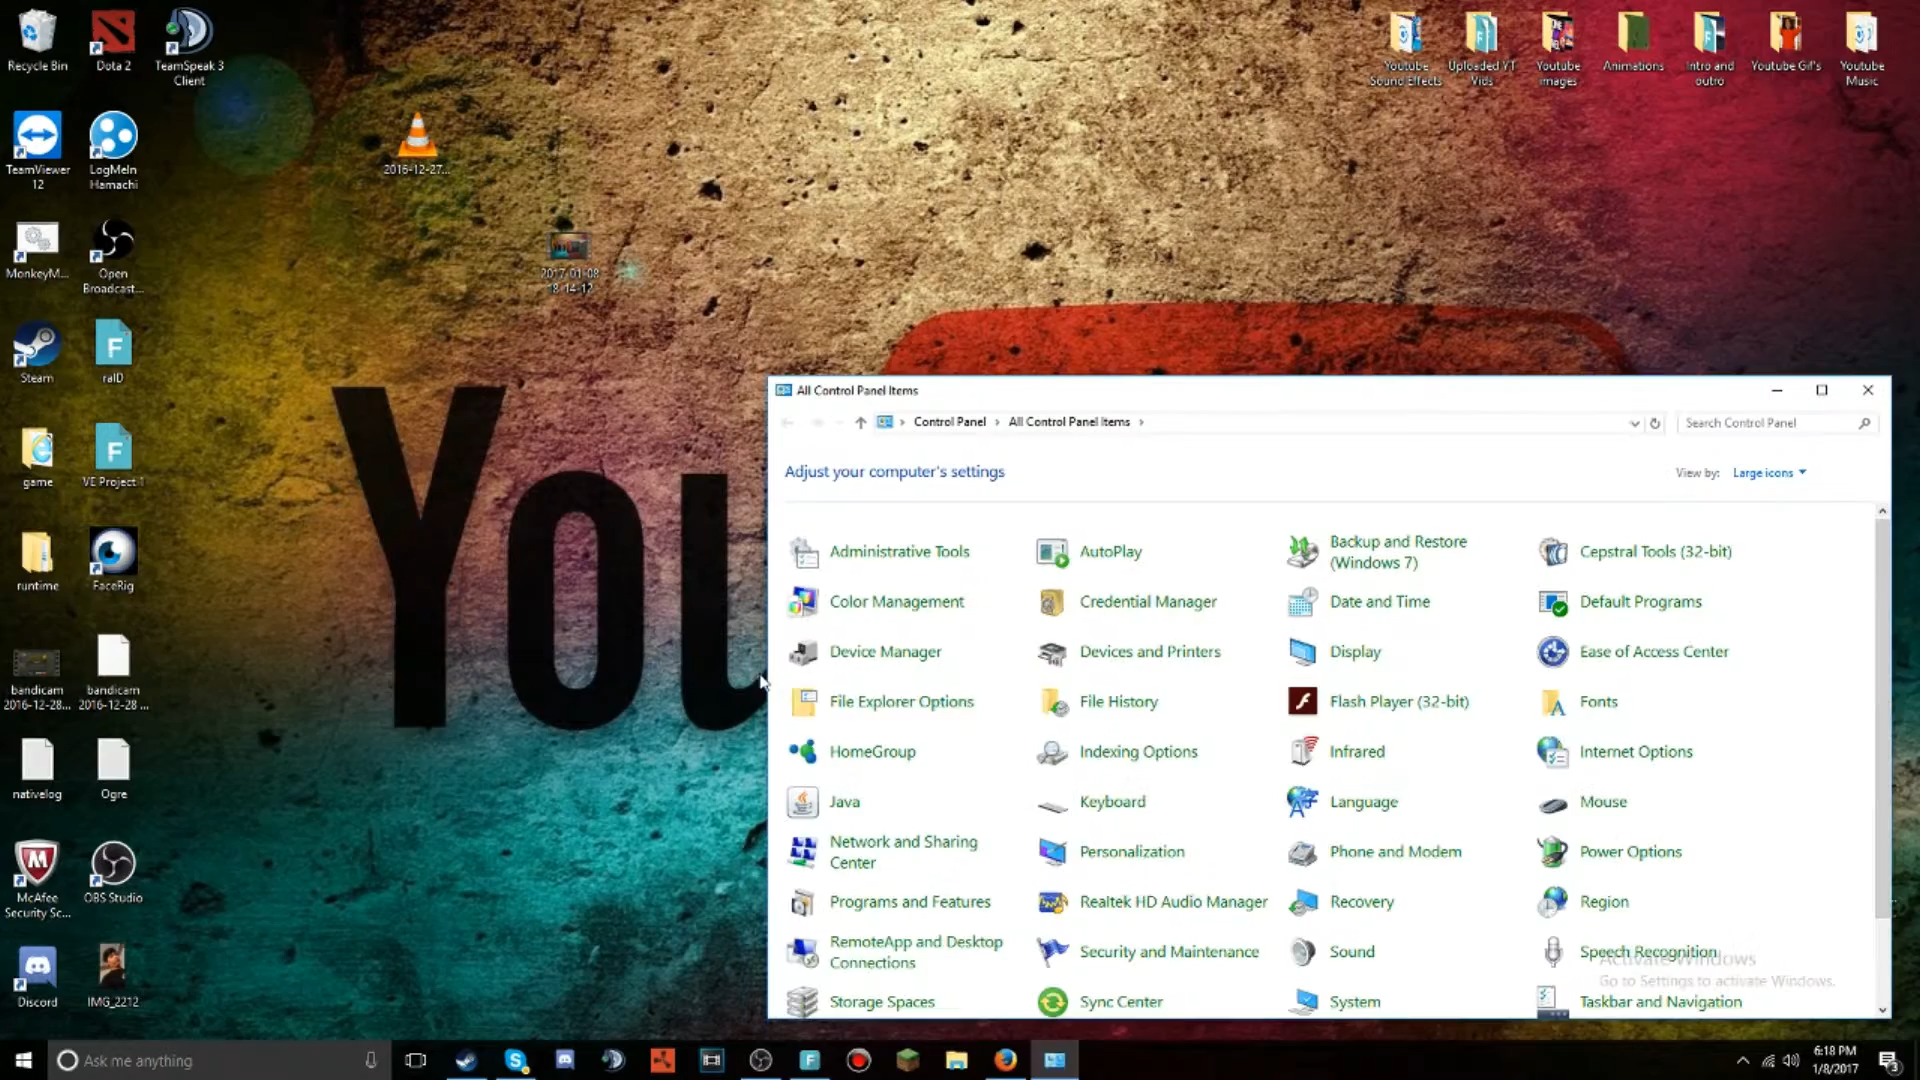 Recycle Bin
Dota 2
TeamSpeak 3
Client
Youtube
Sound Effects
Uploaded YT
Vids
Youtube
images
Animations
Intro and
outro
Youtube Gif's
Youtube
Music
TeamViewer
12
LogMeIn
Hamachi
2016-12-27...
MonkeyM...
Open
Broadcast...
2017-01-08
18-14-12
Steam
raID
game
VE Project 1
runtime
FaceRig
bandicam
2016-12-28...
bandicam
2016-12-28 ...
nativelog
Ogre
McAfee
Security Sc...
OBS Studio
Discord
IMG_2212
You
All Control Panel Items
Control Panel
All Control Panel Items
Search Control Panel
Adjust your computer's settings
View by:
Large icons
Administrative Tools
AutoPlay
Backup and Restore
(Windows 7)
Cepstral Tools (32-bit)
Color Management
Credential Manager
Date and Time
Default Programs
Device Manager
Devices and Printers
Display
Ease of Access Center
File Explorer Options
File History
Flash Player (32-bit)
Fonts
HomeGroup
Indexing Options
Infrared
Internet Options
Java
Keyboard
Language
Mouse
Network and Sharing
Center
Personalization
Phone and Modem
Power Options
Programs and Features
Realtek HD Audio Manager
Recovery
Region
RemoteApp and Desktop
Connections
Security and Maintenance
Sound
Speech Recognition
Activate Windows
Go to Settings to activate Windows.
Storage Spaces
Sync Center
System
Taskbar and Navigation
Ask me anything
6:18 PM
1/8/2017
3